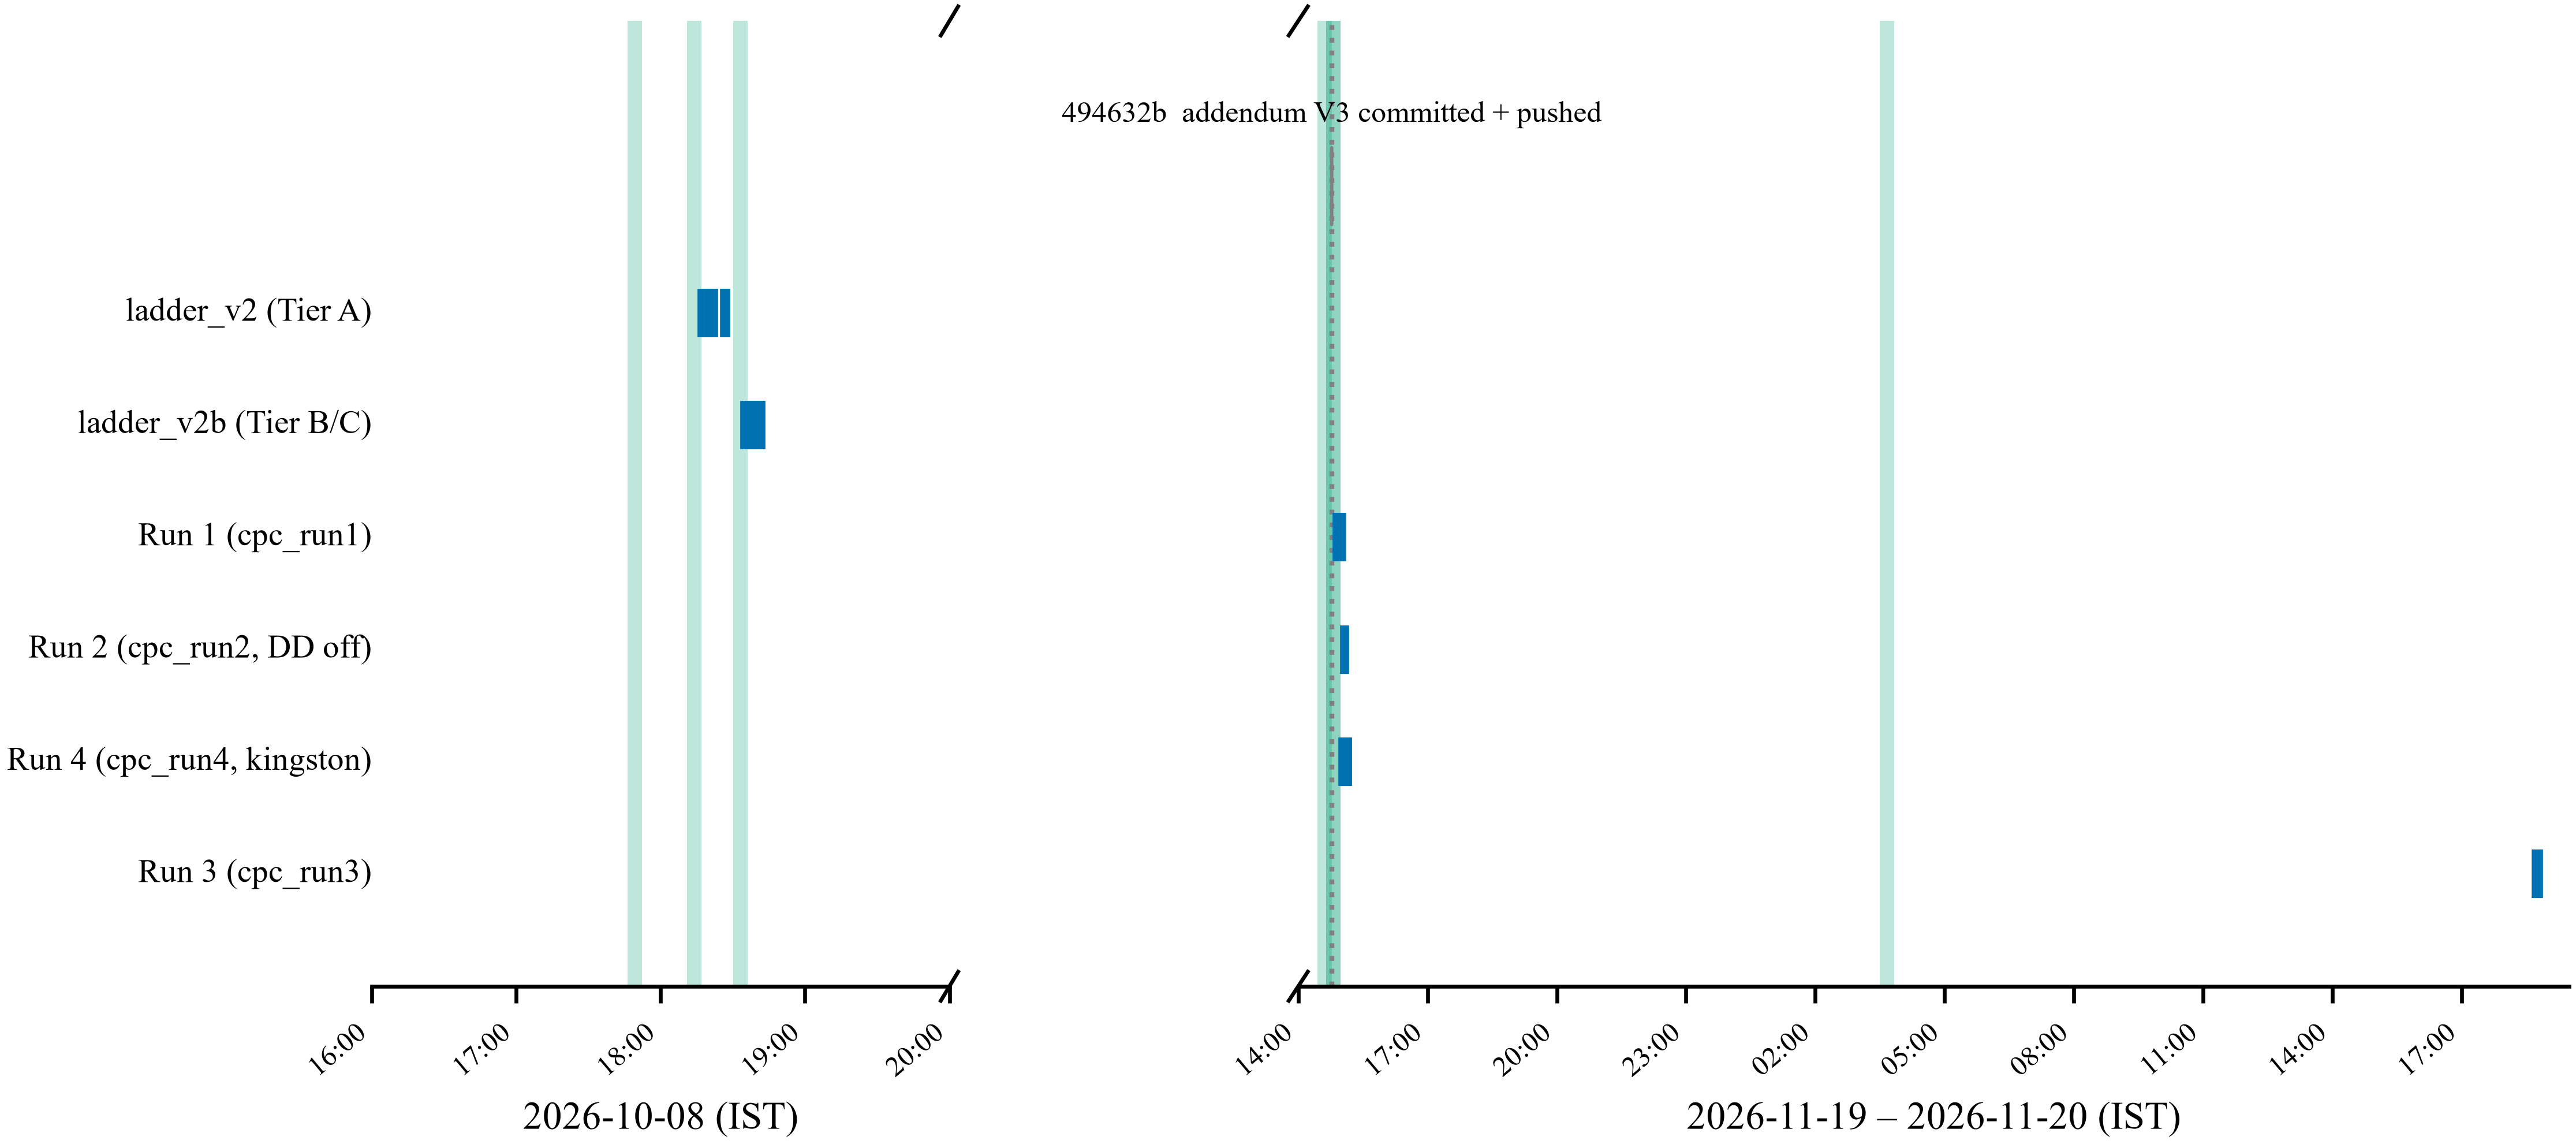 494632b  addendum V3 committed + pushed
ladder_v2 (Tier A)
ladder_v2b (Tier B/C)
Run 1 (cpc_run1)
Run 2 (cpc_run2, DD off)
Run 4 (cpc_run4, kingston)
Run 3 (cpc_run3)
16:00 17:00 18:00 19:00 20:00 14:00 17:00 20:00 23:00 02:00 05:00 08:00 11:00 14:00 17:00
2026-10-08 (IST) 2026-11-19 – 2026-11-20 (IST)